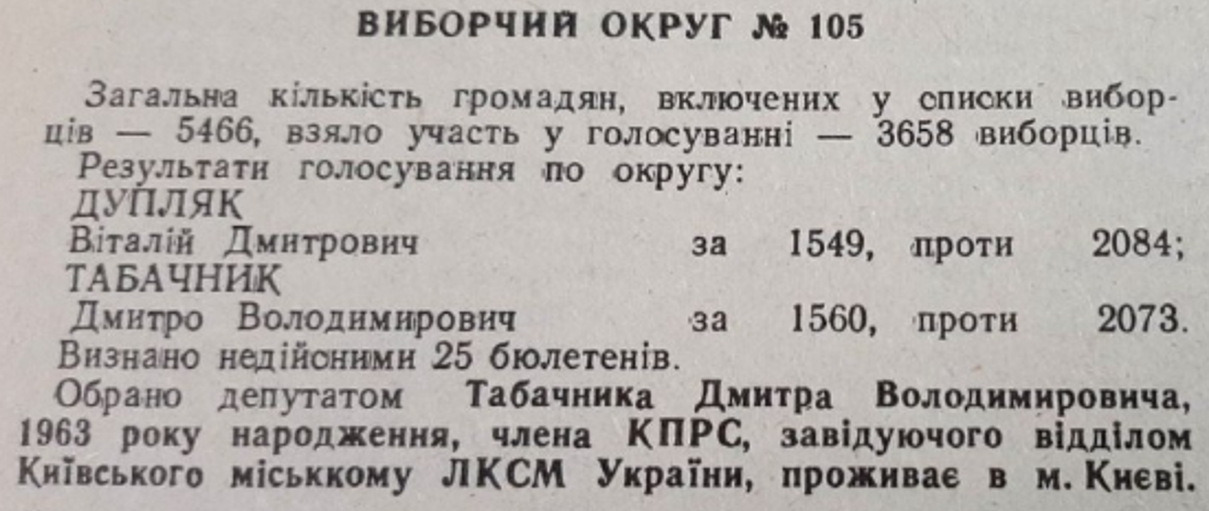 ВИБОРЧИЙ ОКРУГ № 105
Загальна кількість громадян, включених у списки вибор-
ців — 5466, взяло участь у голосуванні — 3658 виборців.
Результати голосування по округу:
ДУПЛЯК
Віталій Дмитрович за 1549, проти 2084;
ТАБАЧНИК
Дмитро Володимирович за 1560, проти 2073.
Визнано недійсними 25 бюлетенів.
Обрано депутатом Табачника Дмитра Володимировича,
1963 року народження, члена КПРС, завідуючого відділом
Київського міськкому ЛКСМ України, проживає в м. Києві.